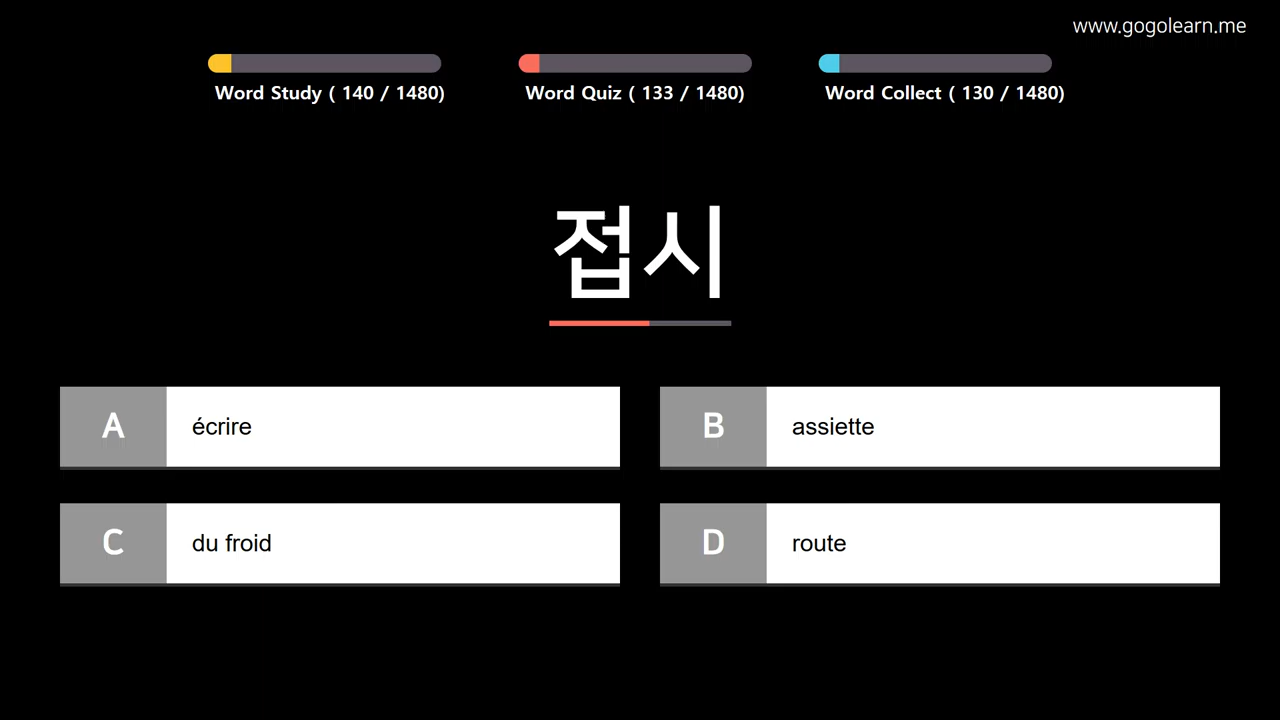 www.gogolearn.me
Word Study ( 140 / 1480)
Word Quiz ( 133 / 1480)
Word Collect ( 130 / 1480)
접시
A
écrire
B
assiette
C
du froid
D
route